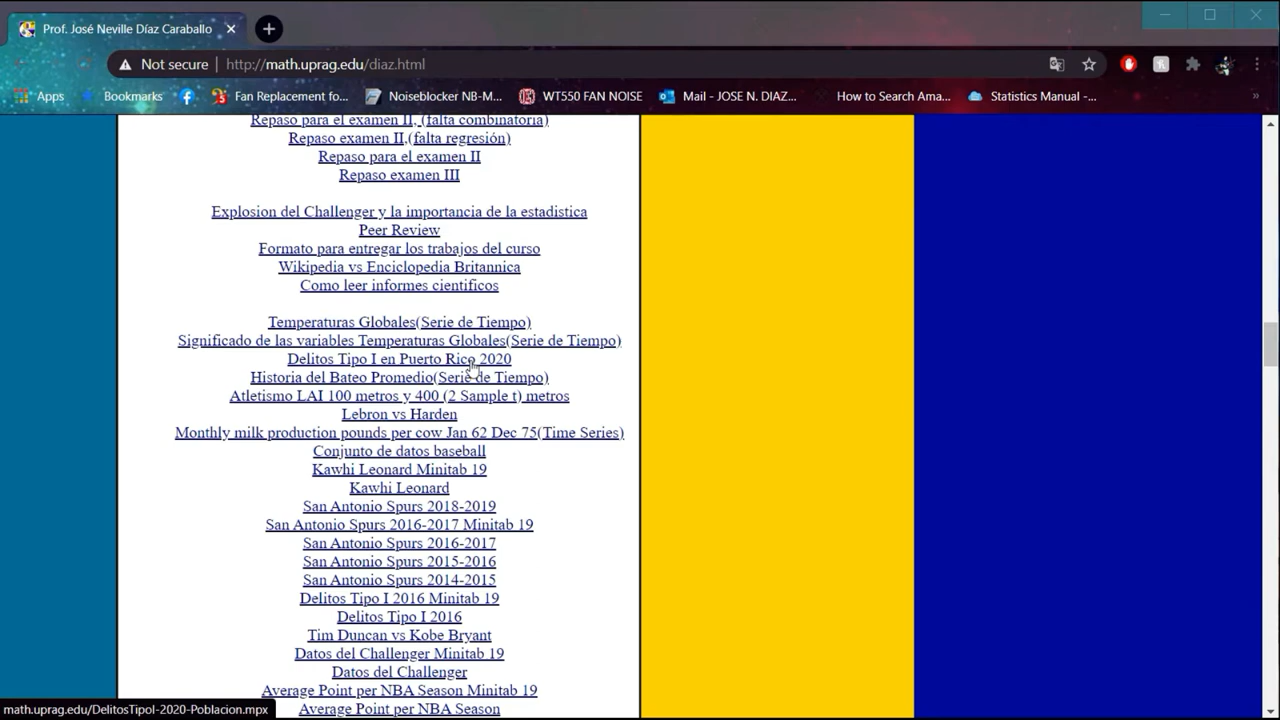 Prof. José Neville Díaz Caraballo
Not secure | http://math.uprag.edu/diaz.html
Apps Bookmarks Fan Replacement fo... Noiseblocker NB-M... WT550 FAN NOISE Mail - JOSE N. DIAZ... How to Search Ama... Statistics Manual -... »
Repaso para el examen II, (falta combinatoria)
Repaso examen II,(falta regresión)
Repaso para el examen II
Repaso examen III
Explosion del Challenger y la importancia de la estadistica
Peer Review
Formato para entregar los trabajos del curso
Wikipedia vs Enciclopedia Britannica
Como leer informes cientificos
Temperaturas Globales(Serie de Tiempo)
Significado de las variables Temperaturas Globales(Serie de Tiempo)
Delitos Tipo I en Puerto Rico 2020
Historia del Bateo Promedio(Serie de Tiempo)
Atletismo LAI 100 metros y 400 (2 Sample t) metros
Lebron vs Harden
Monthly milk production pounds per cow Jan 62 Dec 75(Time Series)
Conjunto de datos baseball
Kawhi Leonard Minitab 19
Kawhi Leonard
San Antonio Spurs 2018-2019
San Antonio Spurs 2016-2017 Minitab 19
San Antonio Spurs 2016-2017
San Antonio Spurs 2015-2016
San Antonio Spurs 2014-2015
Delitos Tipo I 2016 Minitab 19
Delitos Tipo I 2016
Tim Duncan vs Kobe Bryant
Datos del Challenger Minitab 19
Datos del Challenger
Average Point per NBA Season Minitab 19
Average Point per NBA Season
math.uprag.edu/DelitosTipoI-2020-Poblacion.mpx